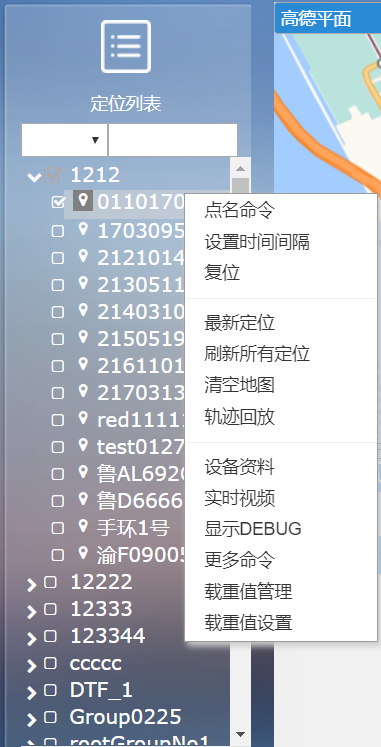 高德平面
定位列表
1212
0110170
1703095
2121014
2130511
2140310
2150519
2161101
2170313
red1111
test0127
鲁AL692
鲁D6666
手环1号
渝F0900
12222
12333
123344
ccccc
DTF_1
Group0225
rootGroupNo1
点名命令
设置时间间隔
复位
最新定位
刷新所有定位
清空地图
轨迹回放
设备资料
实时视频
显示DEBUG
更多命令
载重值管理
载重值设置